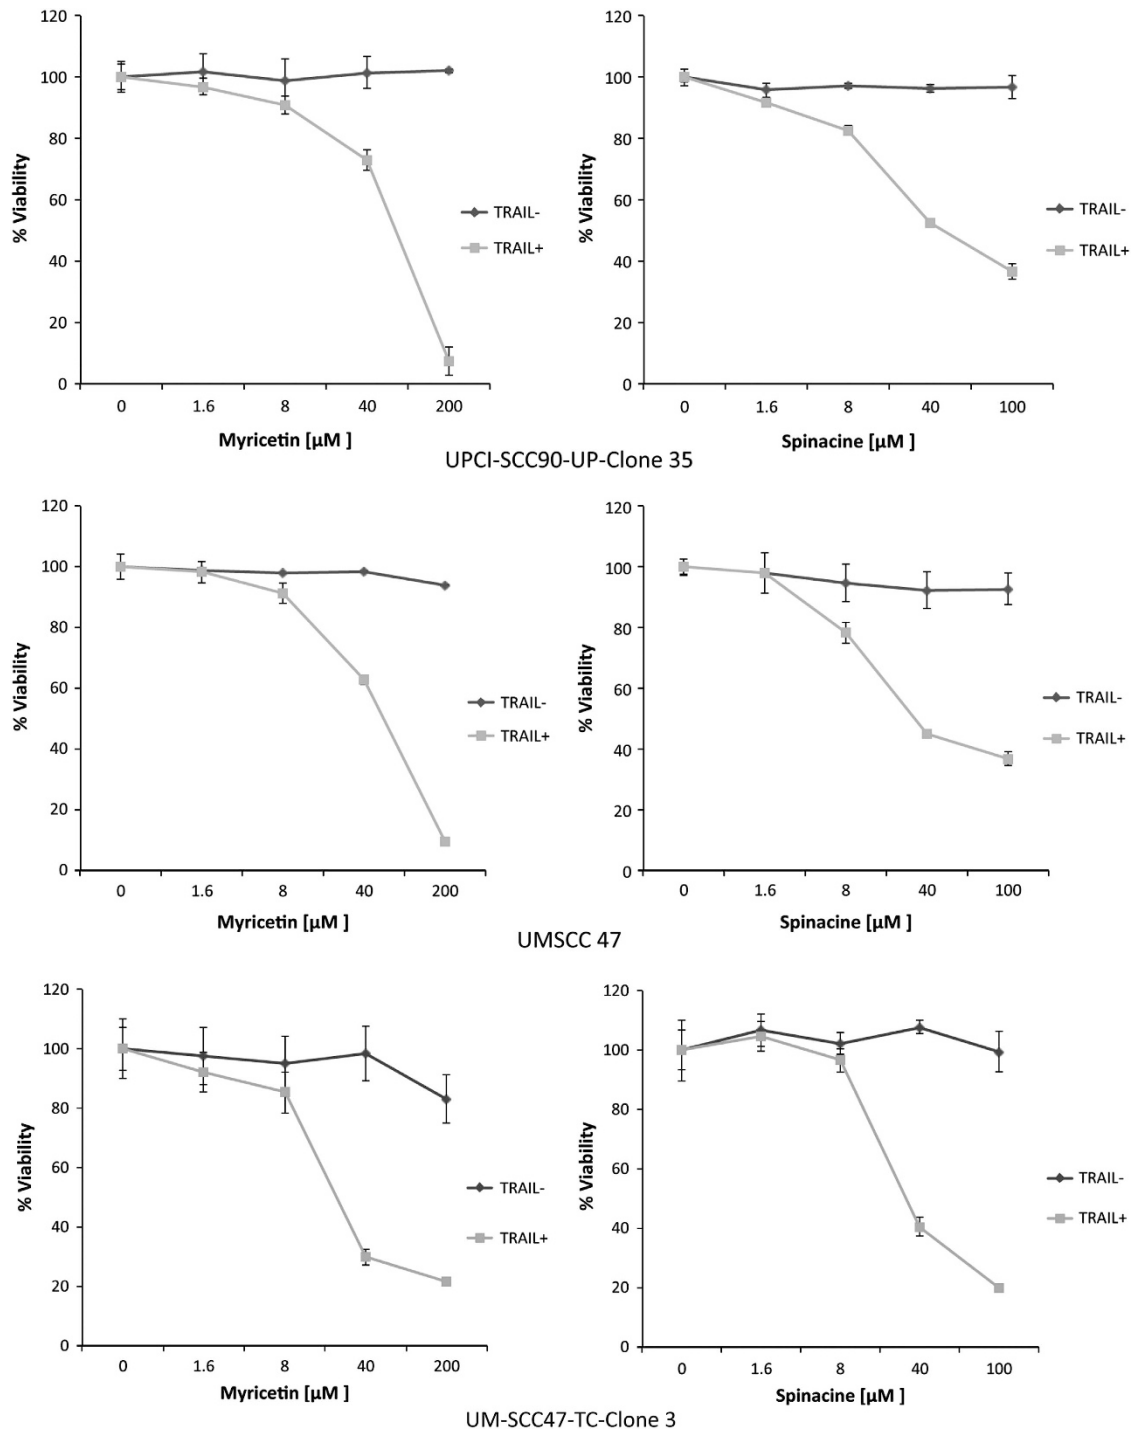 120
100
80
60
40
20
0
% Viability
TRAIL-
TRAIL+
0 1.6 8 40 200
Myricetin [µM ]
120
100
80
60
40
20
0
% Viability
TRAIL-
TRAIL+
0 1.6 8 40 100
Spinacine [µM ]
UPCI-SCC90-UP-Clone 35
120
100
80
60
40
20
0
% Viability
TRAIL-
TRAIL+
0 1.6 8 40 200
Myricetin [µM ]
120
100
80
60
40
20
0
% Viability
TRAIL-
TRAIL+
0 1.6 8 40 100
Spinacine [µM ]
UMSCC 47
120
100
80
60
40
20
0
% Viability
TRAIL-
TRAIL+
0 1.6 8 40 200
Myricetin [µM ]
120
100
80
60
40
20
0
% Viability
TRAIL-
TRAIL+
0 1.6 8 40 100
Spinacine [µM ]
UM-SCC47-TC-Clone 3